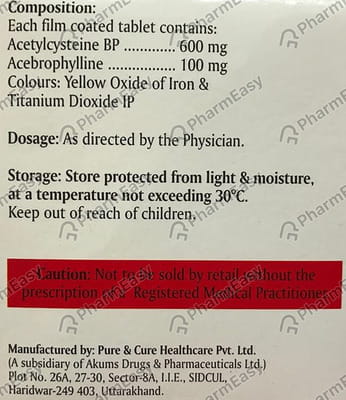 Composition:
Each film coated tablet contains:
Acetylcysteine BP ............. 600 mg
Acebrophylline ................. 100 mg
Colours: Yellow Oxide of Iron &
Titanium Dioxide IP
Dosage: As directed by the Physician.
Storage: Store protected from light & moisture,
at a temperature not exceeding 30°C.
Keep out of reach of children.
Caution: Not to be sold by retail without the
prescription of a Registered Medical Practitioner.
Manufactured by: Pure & Cure Healthcare Pvt. Ltd.
(A subsidiary of Akums Drugs & Pharmaceuticals Ltd.)
Plot No. 26A, 27-30, Sector-8A, I.I.E., SIDCUL,
Haridwar-249 403, Uttarakhand.
PharmEasy